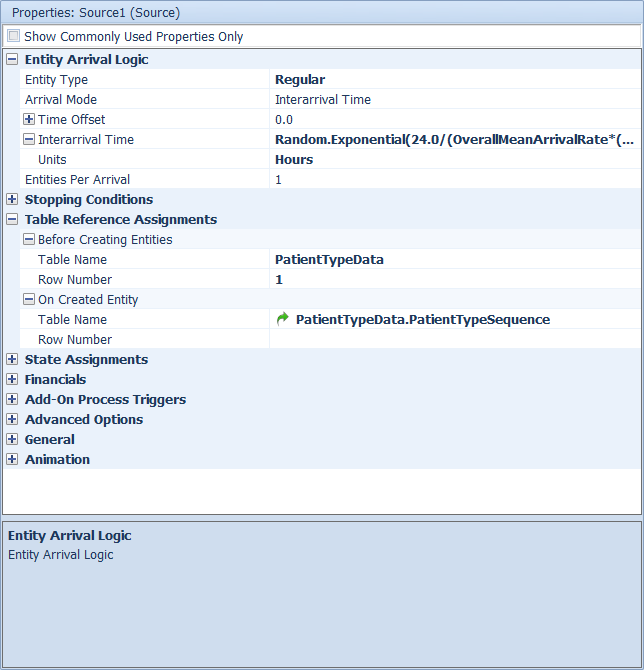 Properties: Source1 (Source)
Show Commonly Used Properties Only
Entity Arrival Logic
Entity Type Regular
Arrival Mode Interarrival Time
Time Offset 0.0
Interarrival Time Random.Exponential(24.0/(OverallMeanArrivalRate*(...
Units Hours
Entities Per Arrival 1
Stopping Conditions
Table Reference Assignments
Before Creating Entities
Table Name PatientTypeData
Row Number 1
On Created Entity
Table Name PatientTypeData.PatientTypeSequence
Row Number
State Assignments
Financials
Add-On Process Triggers
Advanced Options
General
Animation
Entity Arrival Logic
Entity Arrival Logic